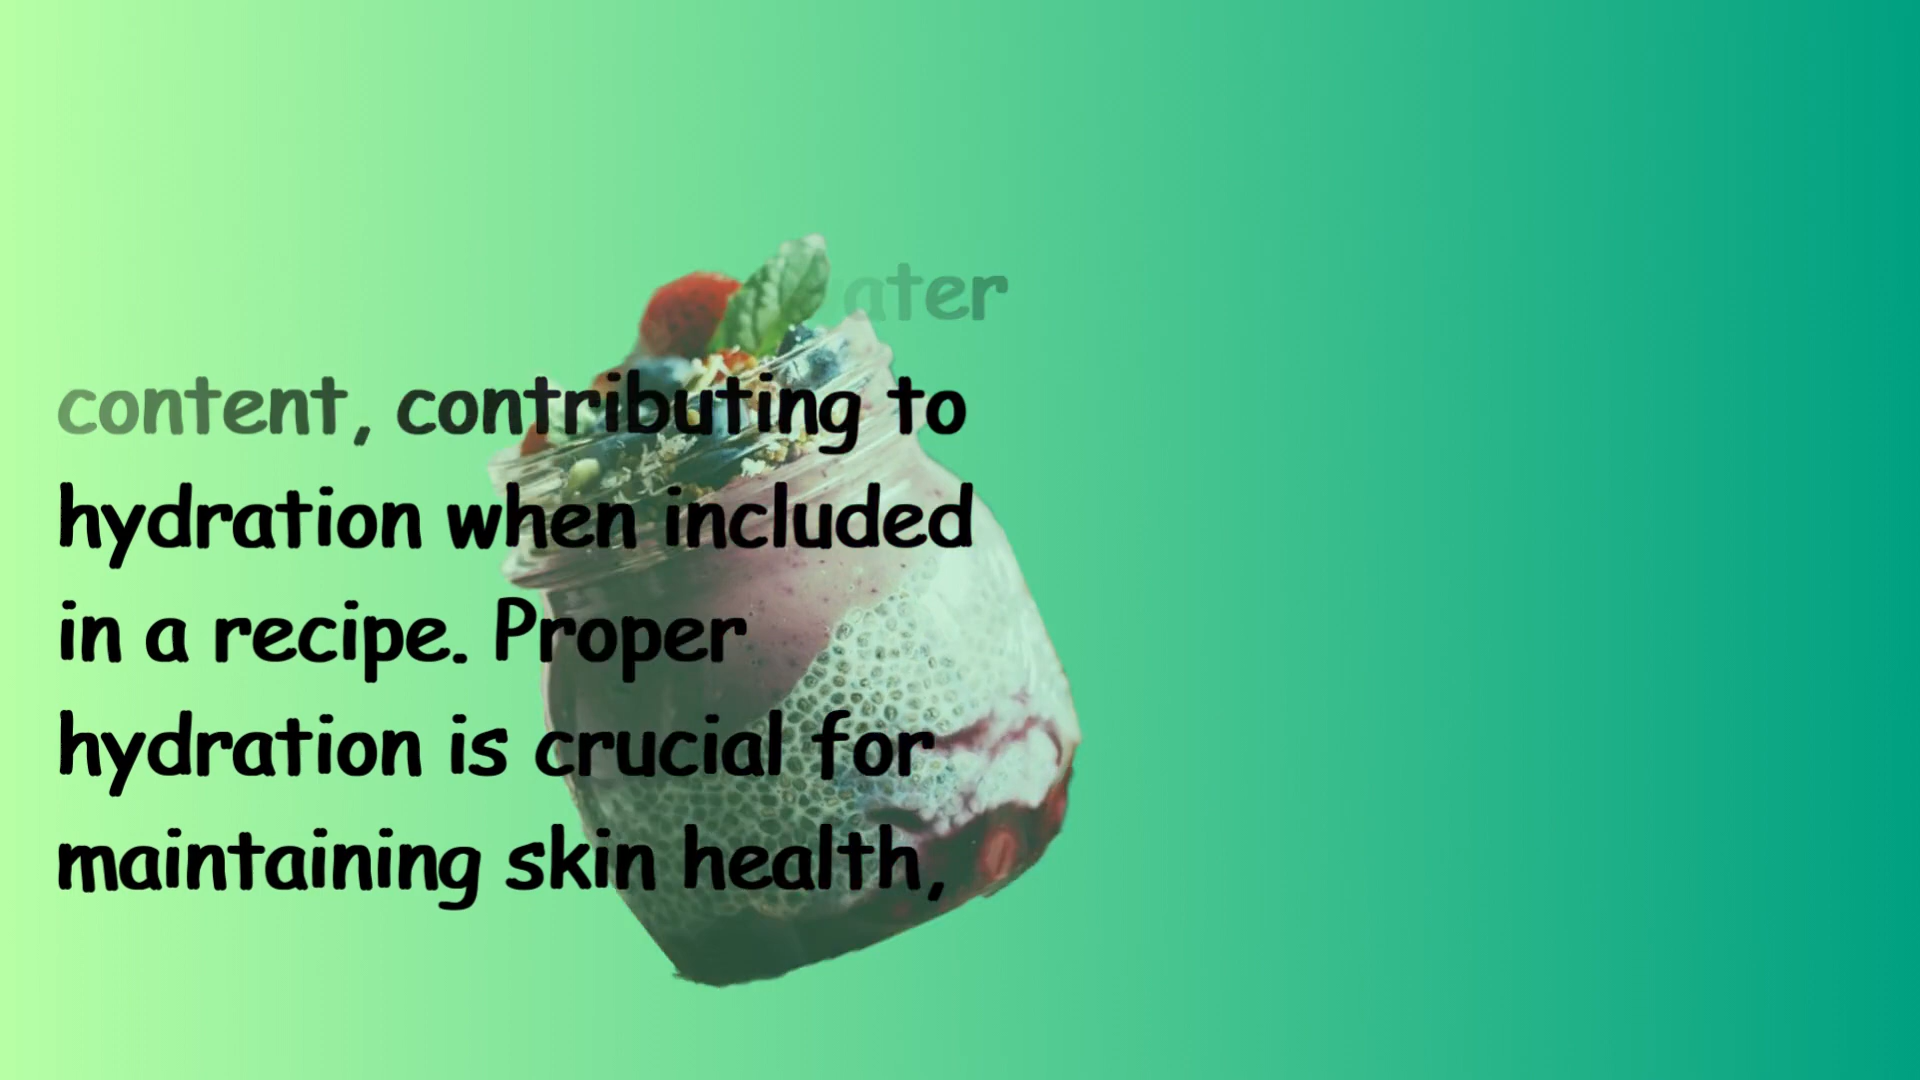 ater
content, contributing to
hydration when included
in a recipe. Proper
hydration is crucial for
maintaining skin health,